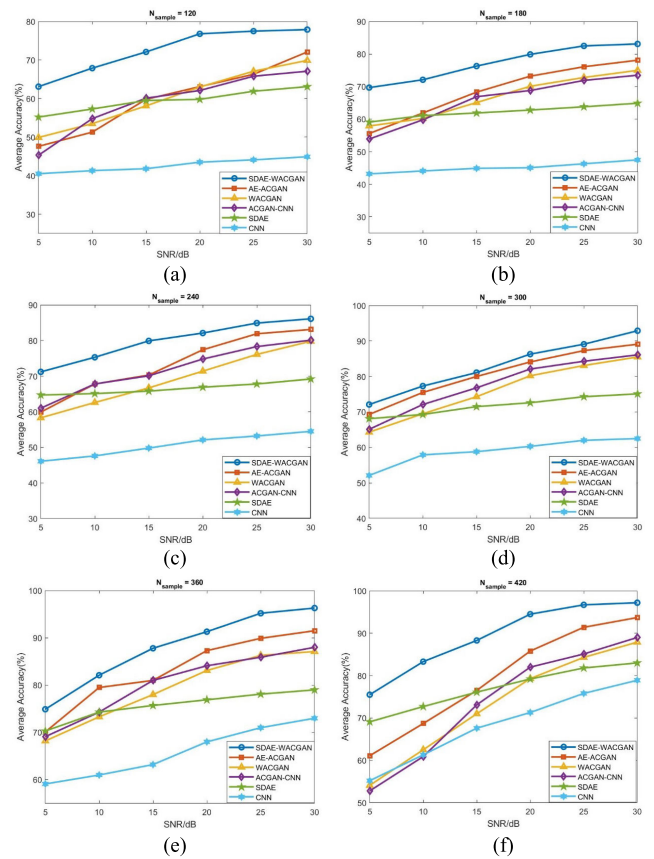 N_sample = 120
N_sample = 180
80
70
60
50
40
30
Average Accuracy(%)
5 10 15 20 25 30
SNR/dB
SDAE-WACGAN
AE-ACGAN
WACGAN
ACGAN-CNN
SDAE
CNN
(a)
90
80
70
60
50
40
30
Average Accuracy(%)
5 10 15 20 25 30
SNR/dB
SDAE-WACGAN
AE-ACGAN
WACGAN
ACGAN-CNN
SDAE
CNN
(b)
N_sample = 240
90
80
70
60
50
40
30
Average Accuracy(%)
5 10 15 20 25 30
SNR/dB
SDAE-WACGAN
AE-ACGAN
WACGAN
ACGAN-CNN
SDAE
CNN
(c)
N_sample = 300
100
90
80
70
60
50
40
Average Accuracy(%)
5 10 15 20 25 30
SNR/dB
SDAE-WACGAN
AE-ACGAN
WACGAN
ACGAN-CNN
SDAE
CNN
(d)
N_sample = 360
100
90
80
70
60
Average Accuracy(%)
5 10 15 20 25 30
SNR/dB
SDAE-WACGAN
AE-ACGAN
WACGAN
ACGAN-CNN
SDAE
CNN
(e)
N_sample = 420
100
90
80
70
60
50
Average Accuracy(%)
5 10 15 20 25 30
SNR/dB
SDAE-WACGAN
AE-ACGAN
WACGAN
ACGAN-CNN
SDAE
CNN
(f)